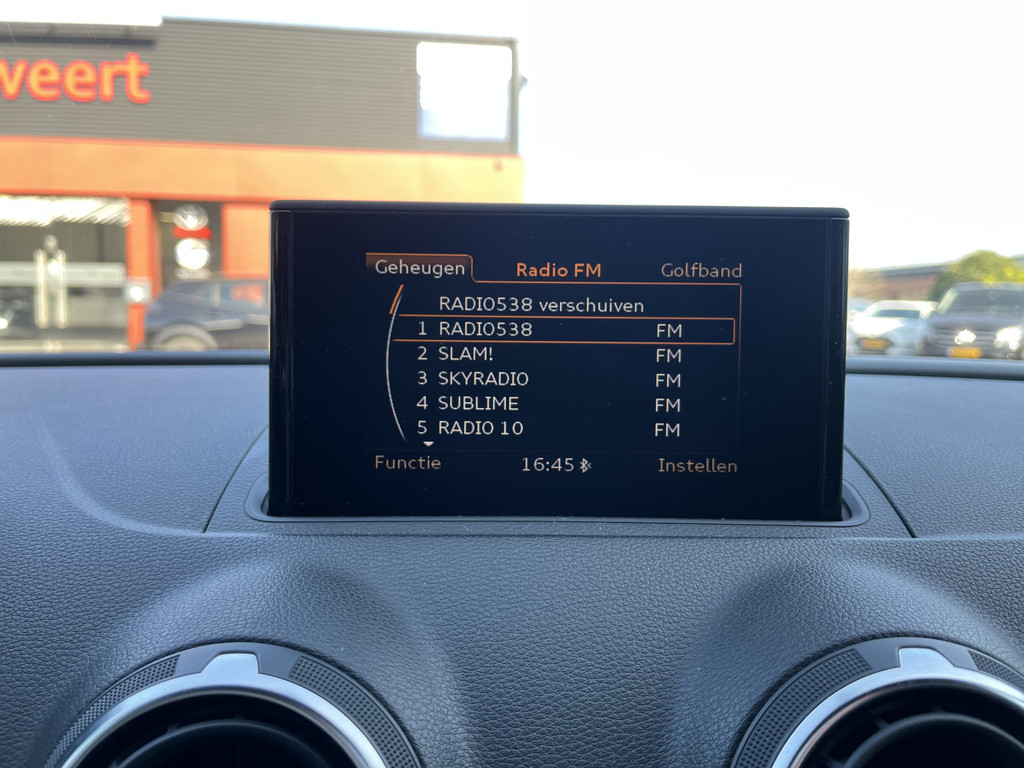 weert
Geheugen Radio FM Golfband
RADIO538 verschuiven
1 RADIO538 FM
2 SLAM! FM
3 SKYRADIO FM
4 SUBLIME FM
5 RADIO 10 FM
Functie 16:45 Instellen